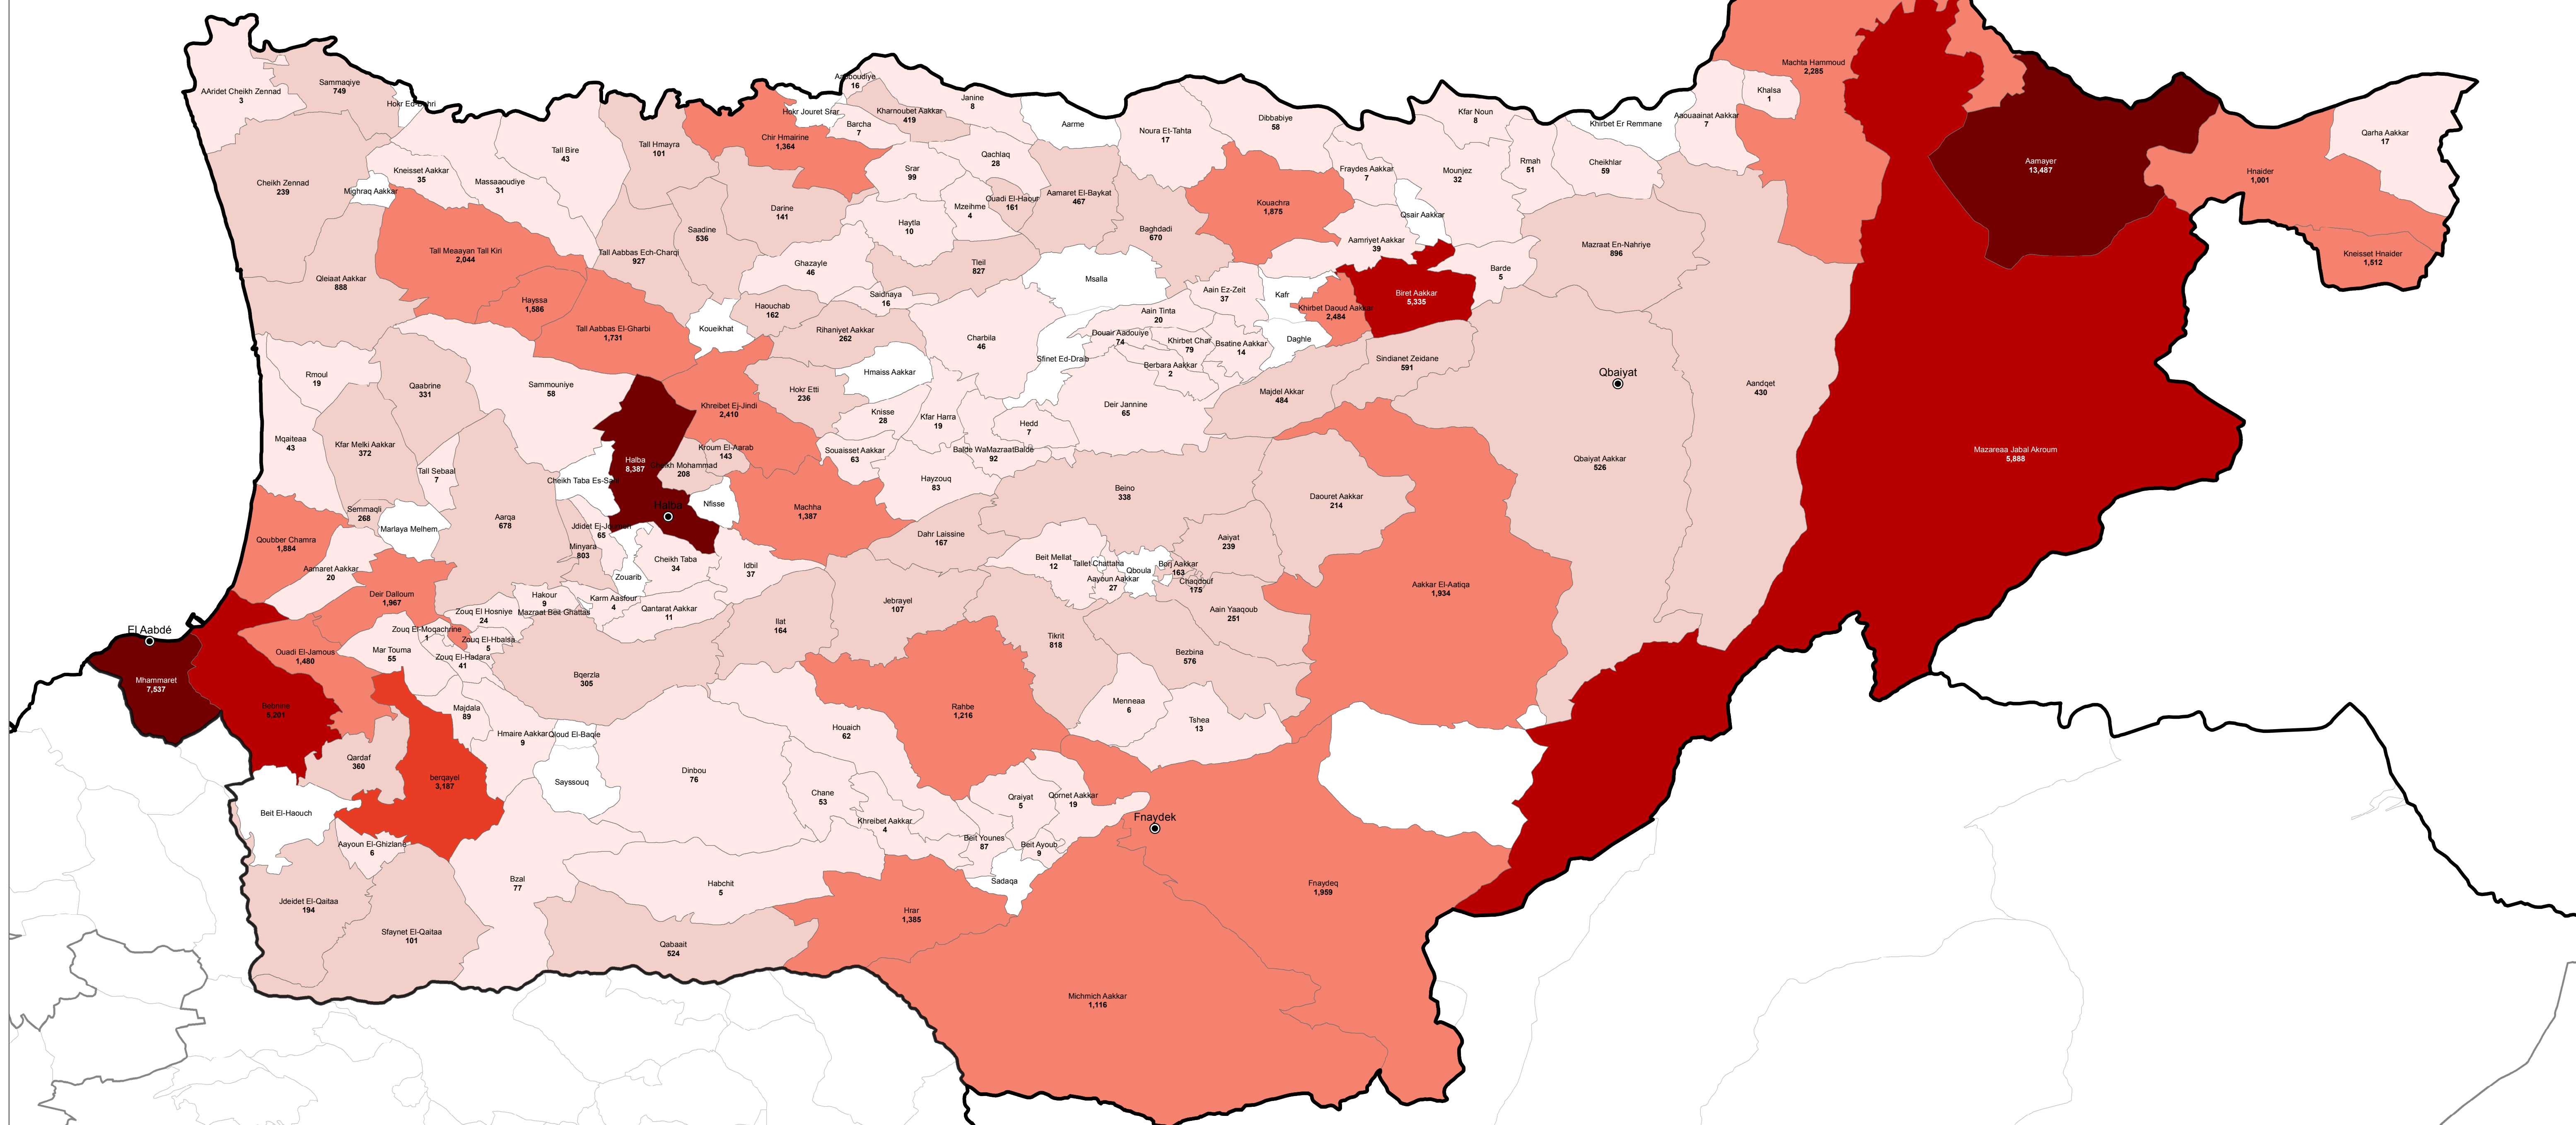 AAridet Cheikh Zennad
3
Sammaqiye
749
Hokr Ed-Dahri
Cheikh Zennad
239
Mighraq Aakkar
Kneisset Aakkar
35
Massaaoudiye
31
Tall Bire
43
Tall Hmayra
101
Chir Hmairine
1,364
Hokr Jouret Srar
Aabboudiye
16
Barcha
7
Kharnoubet Aakkar
419
Janine
8
Aarme
Noura Et-Tahta
17
Dibbabiye
58
Kfar Noun
8
Khirbet Er Remmane
Aaouaainat Aakkar
7
Khalsa
1
Machta Hammoud
2,285
Aamayer
13,487
Hnaider
1,001
Qarha Aakkar
17
Kneisset Hnaider
1,512
Srar
99
Qachlaq
28
Ouadi El-Haour
161
Mzeihme
4
Haytla
10
Aamaret El-Baykat
467
Baghdadi
670
Kouachra
1,875
Fraydes Aakkar
7
Mounjez
32
Rmah
51
Cheikhlar
59
Qsair Aakkar
Aamriyet Aakkar
39
Barde
5
Mazraat En-Nahriye
896
Tall Meaayan Tall Kiri
2,044
Qleiaat Aakkar
888
Hayssa
1,586
Tall Aabbas Ech-Charqi
927
Saadine
536
Darine
141
Ghazayle
46
Tleil
827
Saidnaya
16
Msalla
Aain Ez-Zeit
37
Kafr
Khirbet Daoud Aakkar
2,484
Biret Aakkar
5,335
Tall Aabbas El-Gharbi
1,731
Koueikhat
Haouchab
162
Rihaniyet Aakkar
262
Charbila
46
Aain Tinta
20
Douair Aadouiye
74
Khirbet Char
79
Bsatine Aakkar
14
Daghle
Sfinet Ed-Draib
Berbara Aakkar
2
Sindianet Zeidane
591
Majdel Akkar
484
Qbaiyat
Aandqet
430
Rmoul
19
Qaabrine
331
Sammouniye
58
Khreibet Ej-Jindi
2,410
Hokr Etti
236
Hmaiss Aakkar
Knisse
28
Kfar Harra
19
Hedd
7
Deir Jannine
65
Mqaiteaa
43
Kfar Melki Aakkar
372
Tall Sebaal
7
Cheikh Taba Es-Sahl
Halba
8,387
Cheikh Mohammad
208
Kroum El-Aarab
143
Souaisset Aakkar
63
Balde WaMazraatBalde
92
Hayzouq
83
Beino
338
Daouret Aakkar
214
Qbaiyat Aakkar
526
Mazareaa Jabal Akroum
5,888
Semmaqli
268
Marlaya Melhem
Aarqa
678
Halba
Nfisse
Machha
1,387
Dahr Laissine
167
Qoubber Chamra
1,884
Jdidet Ej-Joumeh
65
Minyara
803
Cheikh Taba
34
Idbil
37
Zouarib
Beit Mellat
12
Tallet Chattaha
Aayoun Aakkar
27
Qboula
Borj Aakkar
163
Chaqdouf
175
Aaiyat
239
Aakkar El-Aatiqa
1,934
Aamaret Aakkar
20
Deir Dalloum
1,967
Hakour
9
Zouq El Hosniye
24
Mazraat Beit Ghattas
Karm Aasfour
4
Qantarat Aakkar
11
Jebrayel
107
Aain Yaaqoub
251
Ilat
164
Tikrit
818
Bezbina
576
El Aabdé
Zouq El-Moqachrine
1
Zouq El-Hbalsa
5
Zouq El-Hadara
41
Mar Touma
55
Ouadi El-Jamous
1,480
Mhammaret
7,537
Bebnine
5,201
Bqerzla
305
Menneaa
6
Tshea
13
Majdala
89
Rahbe
1,216
Houaich
62
Hmaire Aakkar
9
Qloud El-Baqie
Sayssouq
Dinbou
76
Qardaf
360
berqayel
3,187
Chane
53
Khreibet Aakkar
4
Qraiyat
5
Qornet Aakkar
19
Fnaydek
Beit Younes
87
Beit Ayoub
9
Sadaqa
Beit El-Haouch
Aayoun El-Ghizlane
6
Bzal
77
Habchit
5
Fnaydeq
1,959
Jdeidet El-Qaitaa
194
Sfaynet El-Qaitaa
101
Hrar
1,385
Qabaait
524
Michmich Aakkar
1,116